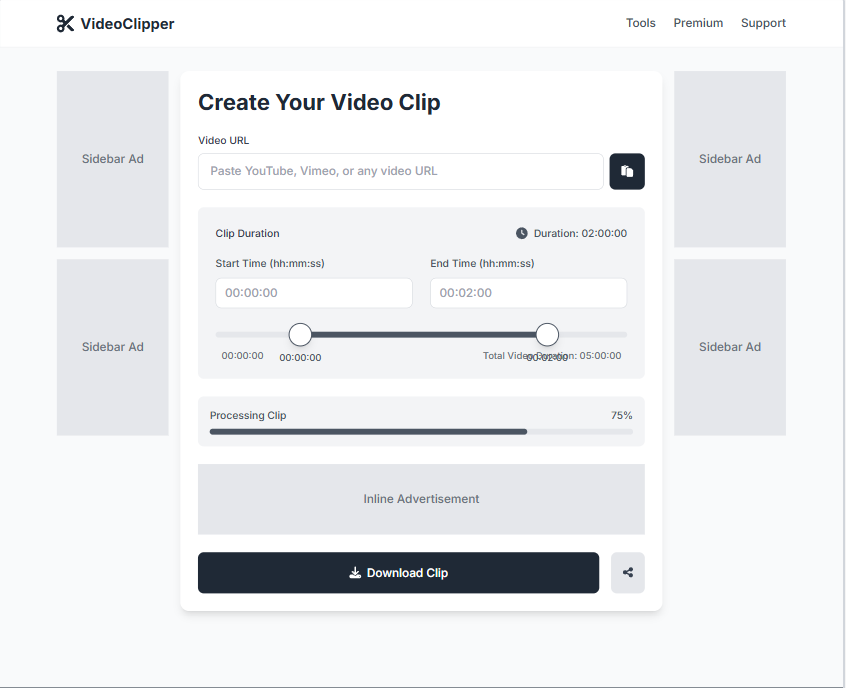 VideoClipper
Tools Premium Support
Sidebar Ad
Sidebar Ad
Create Your Video Clip
Video URL
Paste YouTube, Vimeo, or any video URL
Clip Duration
Duration: 02:00:00
Start Time (hh:mm:ss)
End Time (hh:mm:ss)
00:00:00
00:02:00
00:00:00
00:00:00
Total Video Duration: 05:00:00
00:02:00
Processing Clip
75%
Inline Advertisement
Download Clip
Sidebar Ad
Sidebar Ad